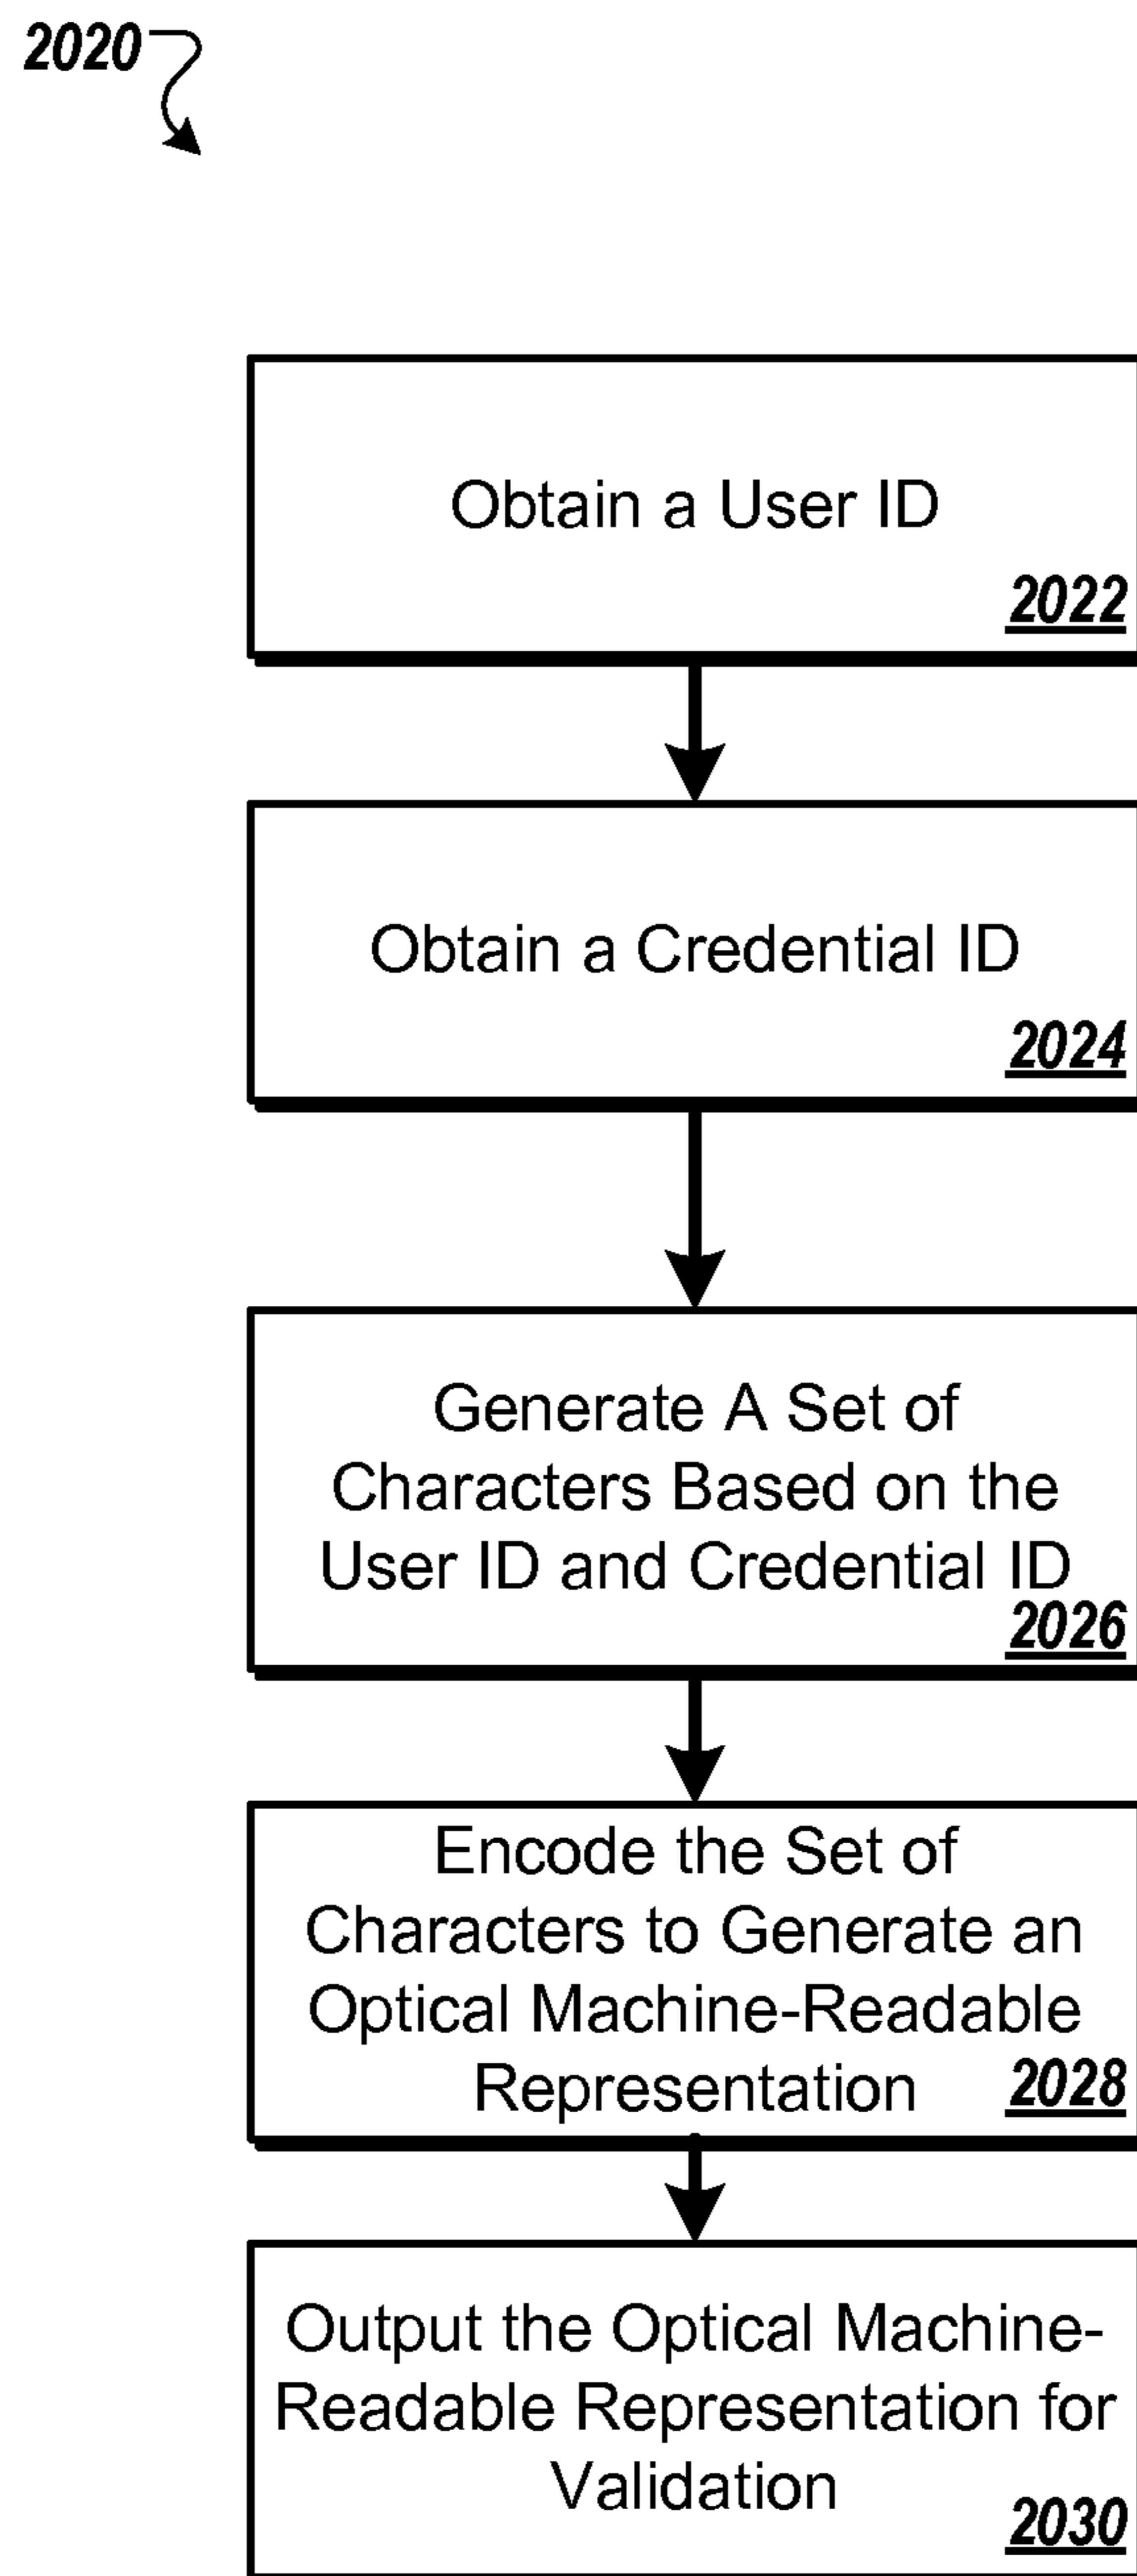 2020
Obtain a User ID
2022
Obtain a Credential ID
2024
Generate A Set of
Characters Based on the
User ID and Credential ID
2026
Encode the Set of
Characters to Generate an
Optical Machine-Readable
Representation 2028
Output the Optical Machine-
Readable Representation for
Validation
2030